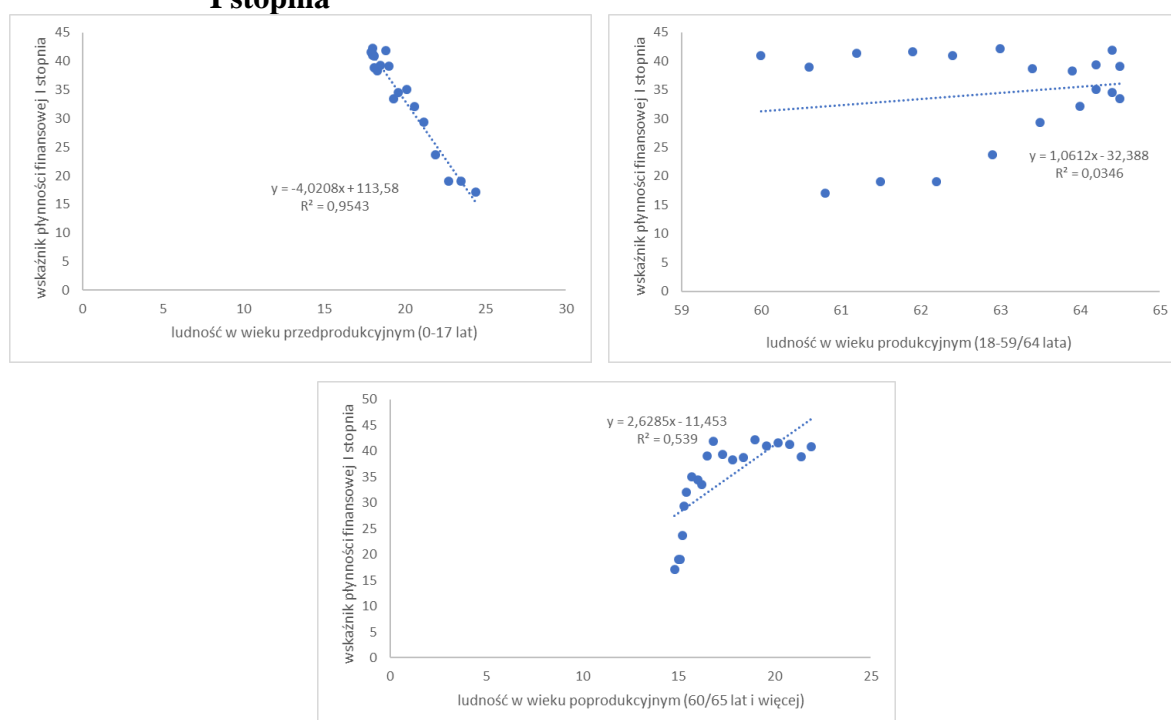 I stopnia
wskaźnik płynności finansowej I stopnia
45
40
35
30
25
20
15
10
5
0
y = -4,0208x + 113,58
R² = 0,9543
0 5 10 15 20 25 30
ludność w wieku przedprodukcyjnym (0-17 lat)
wskaźnik płynności finansowej I stopnia
45
40
35
30
25
20
15
10
5
0
y = 1,0612x - 32,388
R² = 0,0346
59 60 61 62 63 64 65
ludność w wieku produkcyjnym (18-59/64 lata)
wskaźnik płynności finansowej I stopnia
50
45
40
35
30
25
20
15
10
5
0
y = 2,6285x - 11,453
R² = 0,539
0 5 10 15 20 25
ludność w wieku poprodukcyjnym (60/65 lat i więcej)